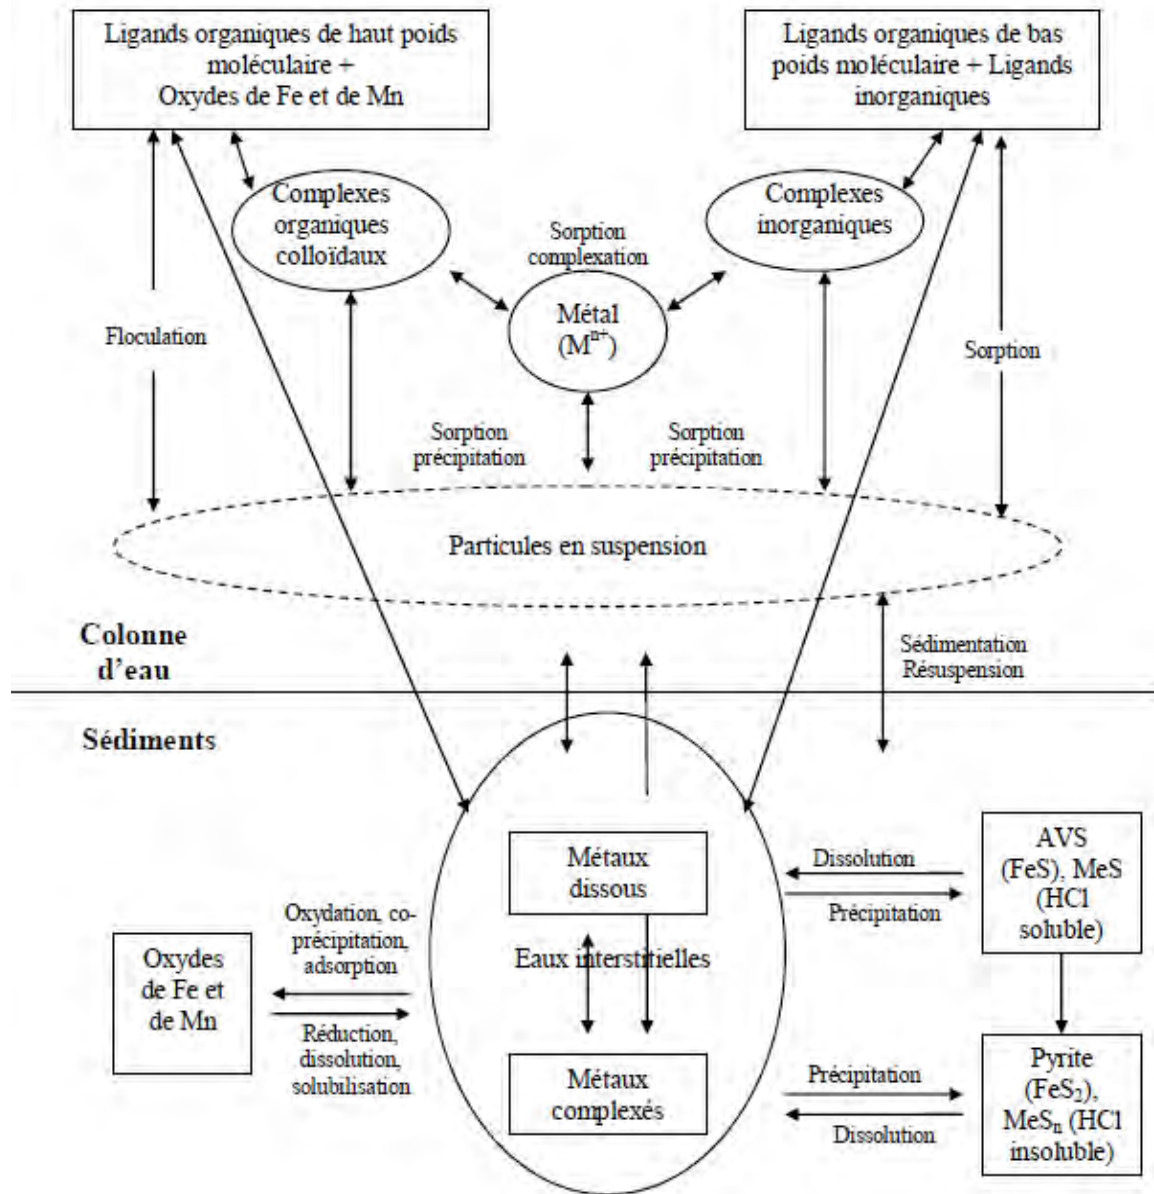 Ligands organiques de haut poids
moléculaire +
Oxydes de Fe et de Mn
Ligands organiques de bas
poids moléculaire + Ligands
inorganiques
Complexes
organiques
colloïdaux
Complexes
inorganiques
Sorption
complexation
Métal
(Mⁿ⁺)
Floculation
Sorption
Sorption
précipitation
Sorption
précipitation
Particules en suspension
Colonne
d'eau
Sédimentation
Résuspension
Sédiments
Métaux
dissous
Eaux interstitielles
Métaux
complexés
Oxydation, co-
précipitation,
adsorption
Oxydes
de Fe et
de Mn
Réduction,
dissolution,
solubilisation
Dissolution
Précipitation
AVS
(FeS), MeS
(HCl
soluble)
Précipitation
Dissolution
Pyrite
(FeS₂),
MeSₙ (HCl
insoluble)